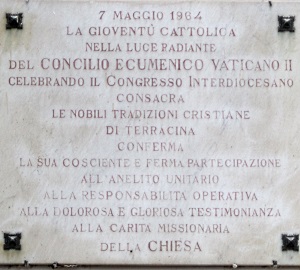 7 MAGGIO 1964
LA GIOVENTÙ CATTOLICA
NELLA LUCE RADIANTE
DEL CONCILIO ECUMENICO VATICANO II
CELEBRANDO IL CONGRESSO INTERDIOCESANO
CONSACRA
LE NOBILI TRADIZIONI CRISTIANE
DI TERRACINA
CONFERMA
LA SUA COSCIENTE E FERMA PARTECIPAZIONE
ALL'ANELITO UNITARIO
ALLA RESPONSABILITÀ OPERATIVA
ALLA DOLOROSA E GLORIOSA TESTIMONIANZA
ALLA CARITÀ MISSIONARIA
DELLA CHIESA